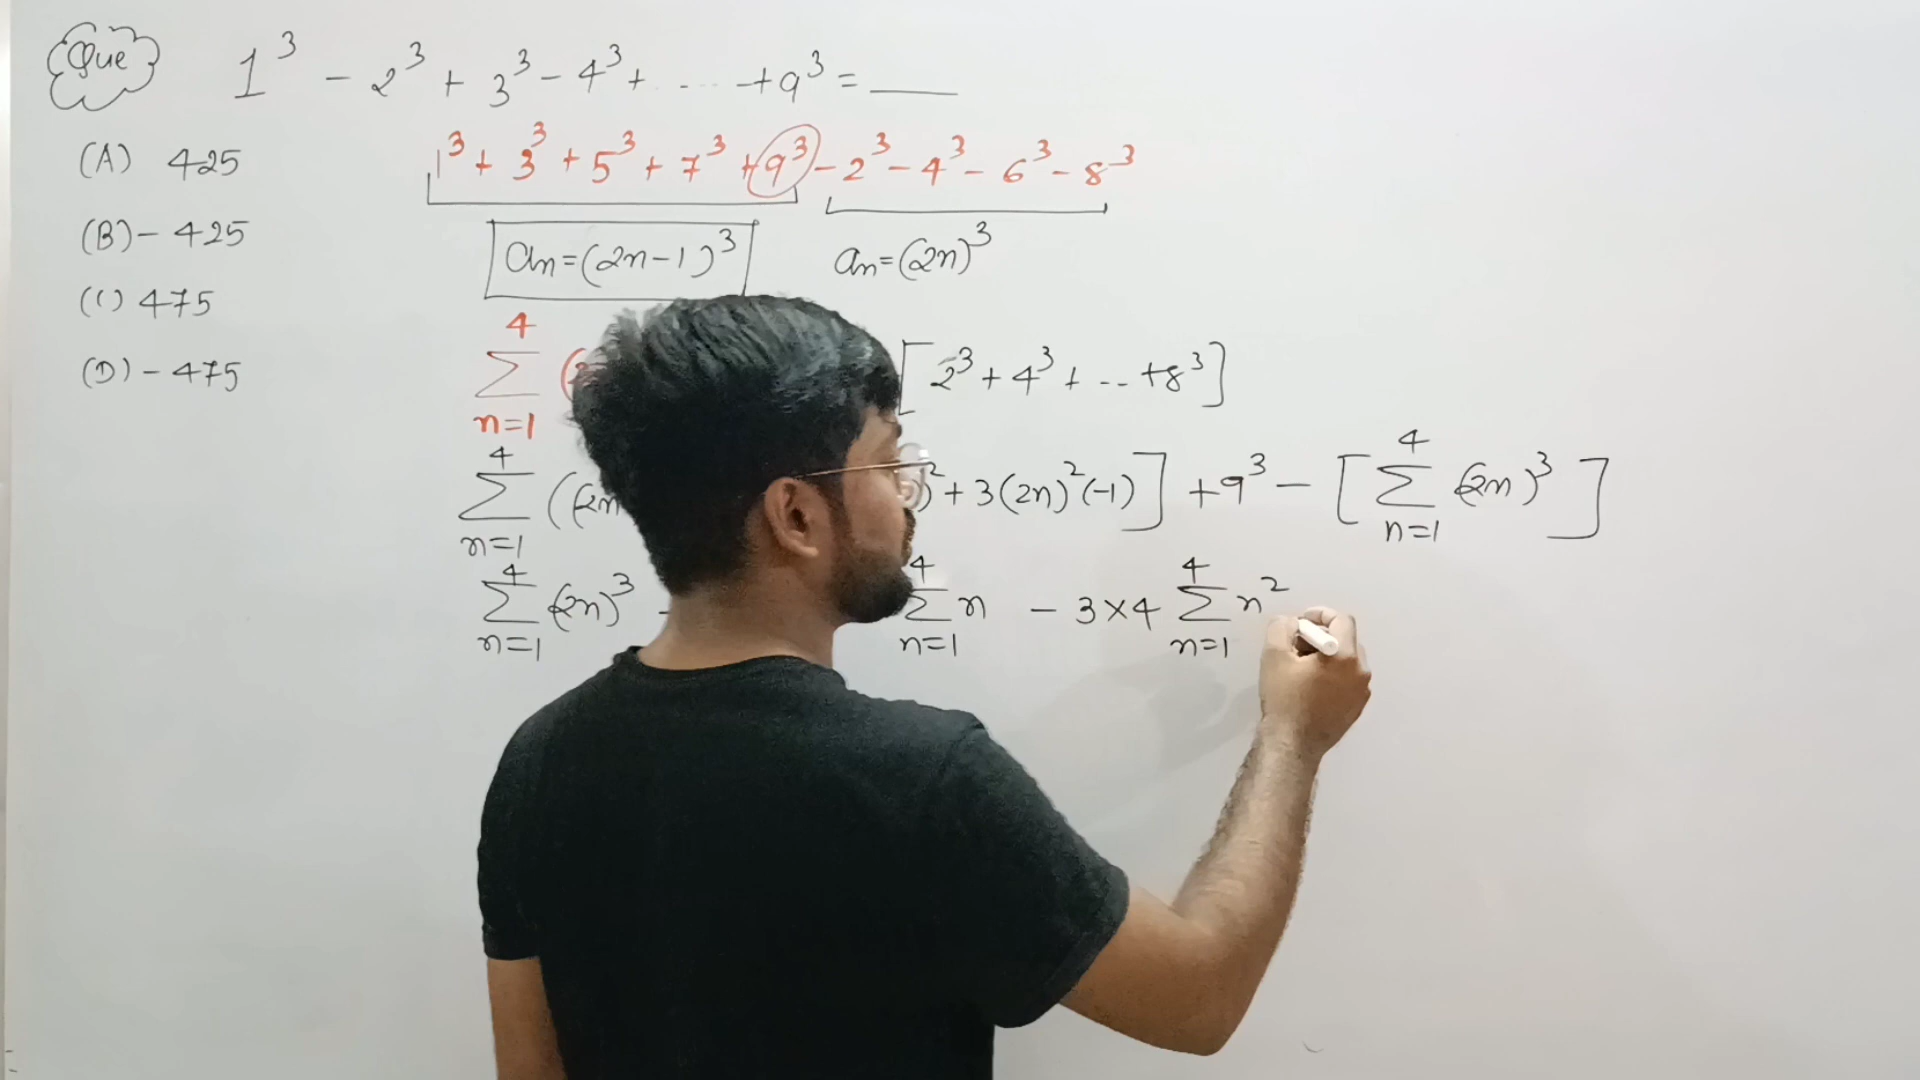 Que 1³ - 2³ + 3³ - 4³ + ..... + 9³ = ____
(A) 425
(B) - 425
(C) 475
(D) - 475
1³ + 3³ + 5³ + 7³ + 9³ - 2³ - 4³ - 6³ - 8³
an = (2n-1)³ an = (2n)³
4 Σ n=1 ( [2³ + 4³ + ... + 8³]
4 Σ n=1 ((2n )² + 3(2n)²(-1)] + 9³ - [4 Σ n=1 (2n)³]
4 Σ n=1 (2n)³ - 4 Σ n=1 n - 3×4 4 Σ n=1 n²